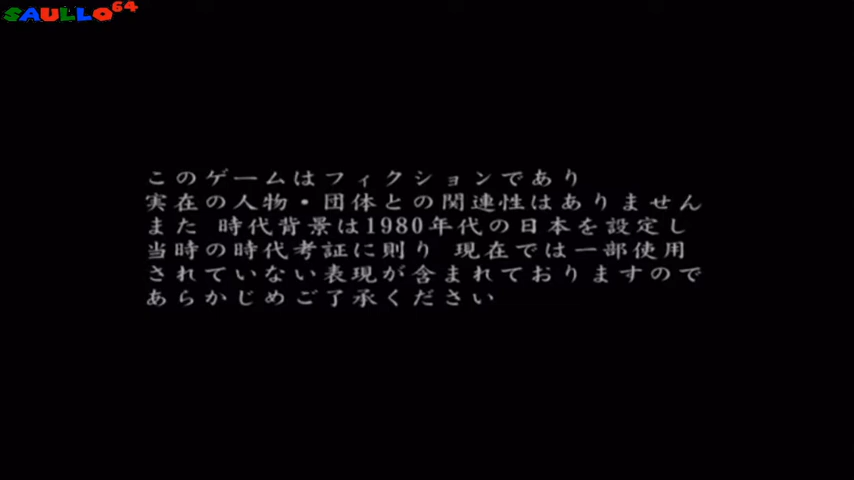 SAULLO64
このゲームはフィクションであり
実在の人物・団体との関連性はありません
また 時代背景は1980年代の日本を設定し
当時の時代考証に則り 現在では一部使用
されていない表現が含まれておりますので
あらかじめご了承ください